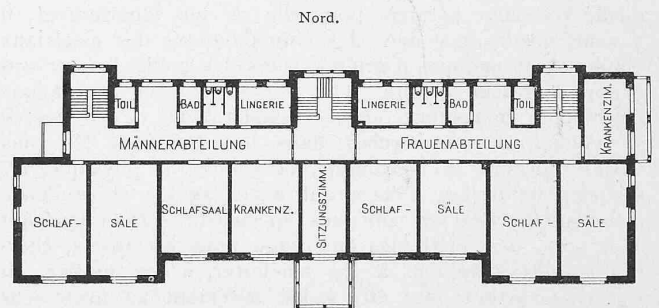 Nord.
TOIL.
BAD
LINGERIE.
LINGERIE
BAD
TOIL.
KRANKENZIM.
MÄNNERABTEILUNG
FRAUENABTEILUNG
SCHLAF-
SÄLE
SCHLAFSAAL
KRANKENZ.
SITZUNGSZIMM.
SCHLAF-
SÄLE
SCHLAF-
SÄLE